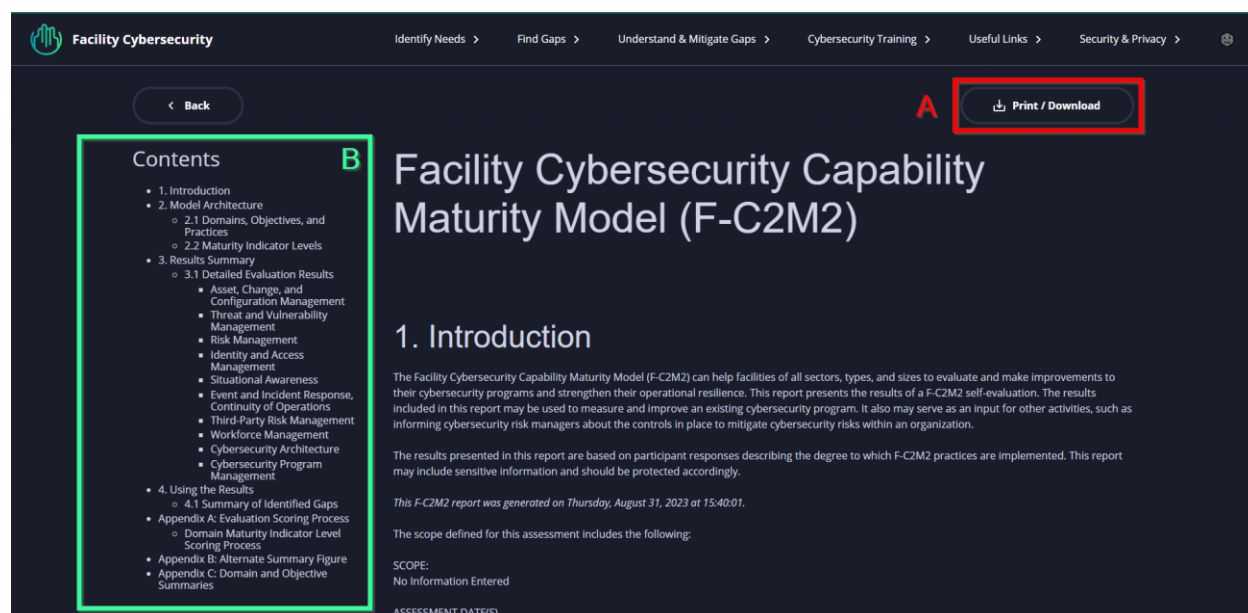 Facility Cybersecurity
Identify Needs >
Find Gaps >
Understand & Mitigate Gaps >
Cybersecurity Training >
Useful Links >
Security & Privacy >
< Back
A
Print / Download
Contents
B
• 1. Introduction
• 2. Model Architecture
○ 2.1 Domains, Objectives, and
Practices
○ 2.2 Maturity Indicator Levels
• 3. Results Summary
○ 3.1 Detailed Evaluation Results
▪ Asset, Change, and
Configuration Management
▪ Threat and Vulnerability
Management
▪ Risk Management
▪ Identity and Access
Management
▪ Situational Awareness
▪ Event and Incident Response,
Continuity of Operations
▪ Third-Party Risk Management
▪ Workforce Management
▪ Cybersecurity Architecture
▪ Cybersecurity Program
Management
• 4. Using the Results
○ 4.1 Summary of Identified Gaps
• Appendix A: Evaluation Scoring Process
○ Domain Maturity Indicator Level
Scoring Process
• Appendix B: Alternate Summary Figure
• Appendix C: Domain and Objective
Summaries
Facility Cybersecurity Capability
Maturity Model (F-C2M2)
1. Introduction
The Facility Cybersecurity Capability Maturity Model (F-C2M2) can help facilities of all sectors, types, and sizes to evaluate and make improvements to
their cybersecurity programs and strengthen their operational resilience. This report presents the results of a F-C2M2 self-evaluation. The results
included in this report may be used to measure and improve an existing cybersecurity program. It also may serve as an input for other activities, such as
informing cybersecurity risk managers about the controls in place to mitigate cybersecurity risks within an organization.
The results presented in this report are based on participant responses describing the degree to which F-C2M2 practices are implemented. This report
may include sensitive information and should be protected accordingly.
This F-C2M2 report was generated on Thursday, August 31, 2023 at 15:40:01.
The scope defined for this assessment includes the following:
SCOPE:
No Information Entered
ASSESSMENT DATE(S)